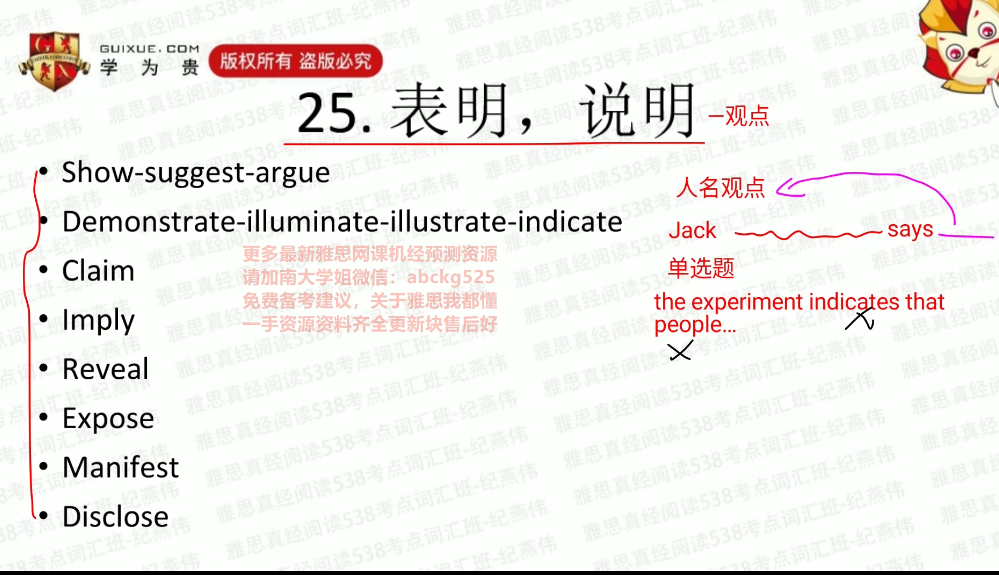 GUIXUE.COM
学为贵
版权所有 盗版必究
25. 表明，说明
–观点
• Show-suggest-argue
• Demonstrate-illuminate-illustrate-indicate
• Claim
• Imply
• Reveal
• Expose
• Manifest
• Disclose
更多最新雅思网课机经预测资源
请加南大学姐微信：abckg525
免费备考建议，关于雅思我都懂
一手资源资料齐全更新块售后好
人名观点
Jack says
单选题
the experiment indicates that
people...
雅思真经阅读538考点词汇班-纪燕伟